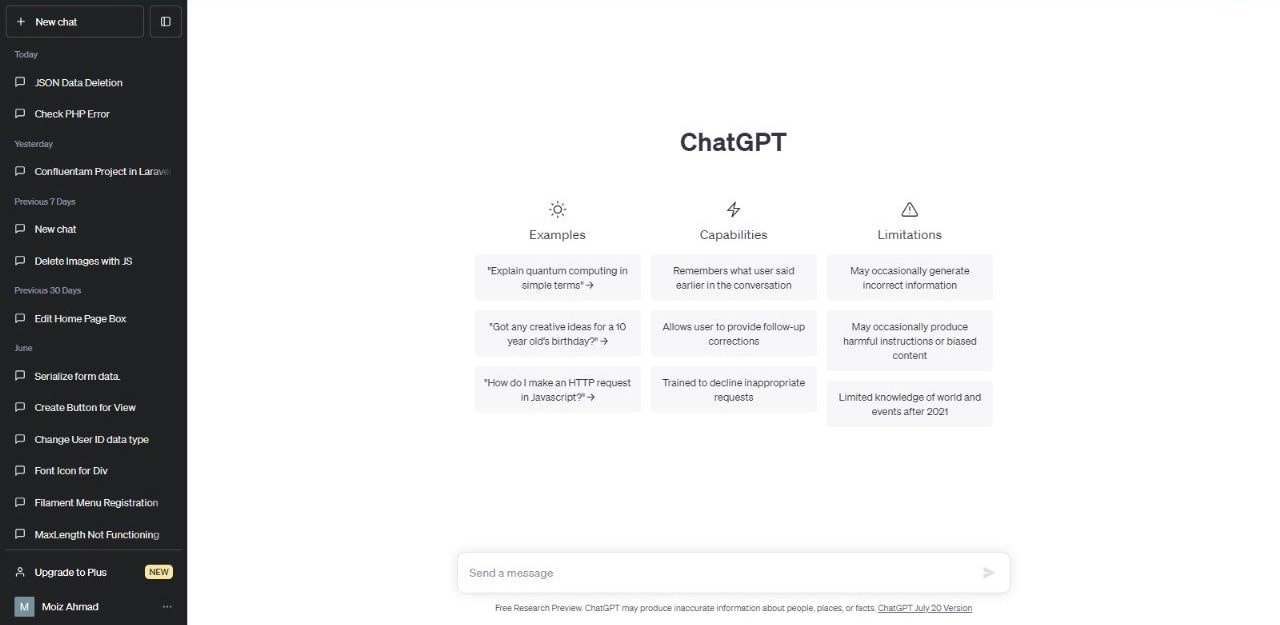 New chat
Today
JSON Data Deletion
Check PHP Error
Yesterday
Confluentam Project in Larave
Previous 7 Days
New chat
Delete Images with JS
Previous 30 Days
Edit Home Page Box
June
Serialize form data.
Create Button for View
Change User ID data type
Font Icon for Div
Filament Menu Registration
MaxLength Not Functioning
Upgrade to Plus NEW
M Moiz Ahmad ...
ChatGPT
Examples
"Explain quantum computing in
simple terms" →
"Got any creative ideas for a 10
year old's birthday?" →
"How do I make an HTTP request
in Javascript?" →
Capabilities
Remembers what user said
earlier in the conversation
Allows user to provide follow-up
corrections
Trained to decline inappropriate
requests
Limitations
May occasionally generate
incorrect information
May occasionally produce
harmful instructions or biased
content
Limited knowledge of world and
events after 2021
Send a message
Free Research Preview. ChatGPT may produce inaccurate information about people, places, or facts. ChatGPT July 20 Version